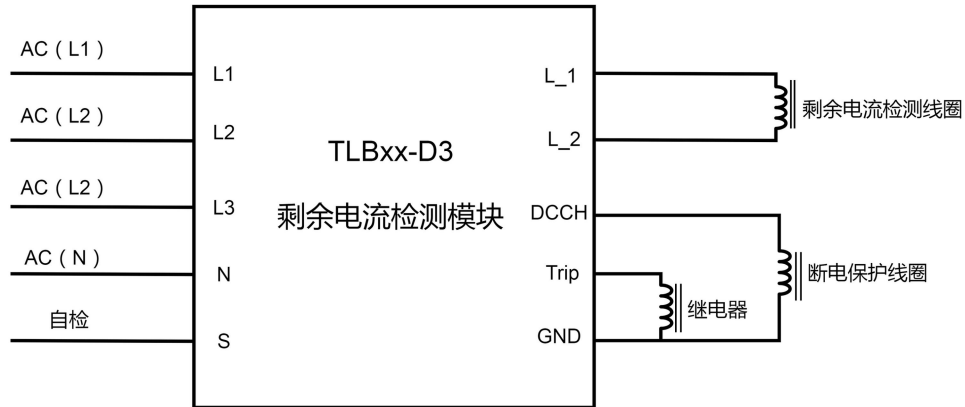 AC（L1）
L1
AC（L2）
L2
AC（L2）
L3
AC（N）
N
自检
S
TLBxx-D3
剩余电流检测模块
L_1
L_2
剩余电流检测线圈
DCCH
Trip
GND
继电器
断电保护线圈